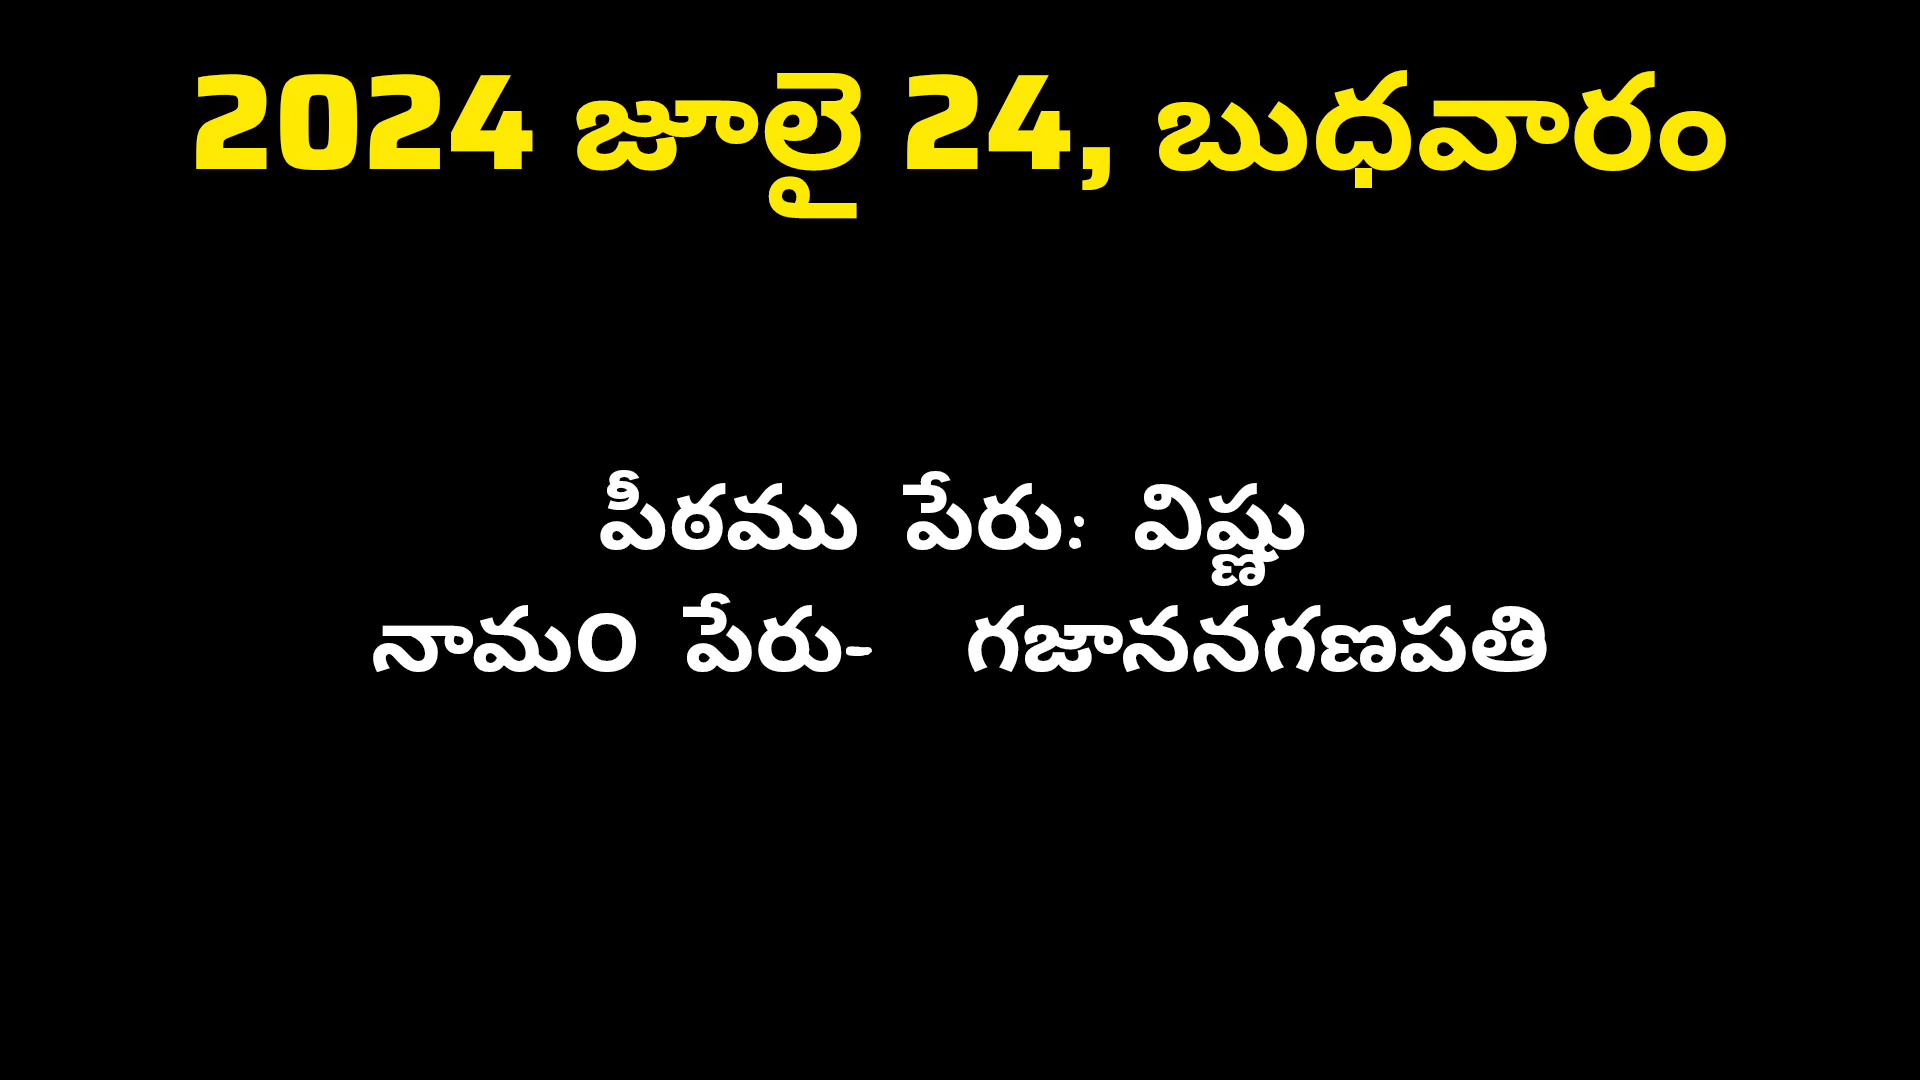 2024 జూలై 24, బుధవారం
పీఠము పేరు: విష్ణు
నామం పేరు- గజాననగణపతి